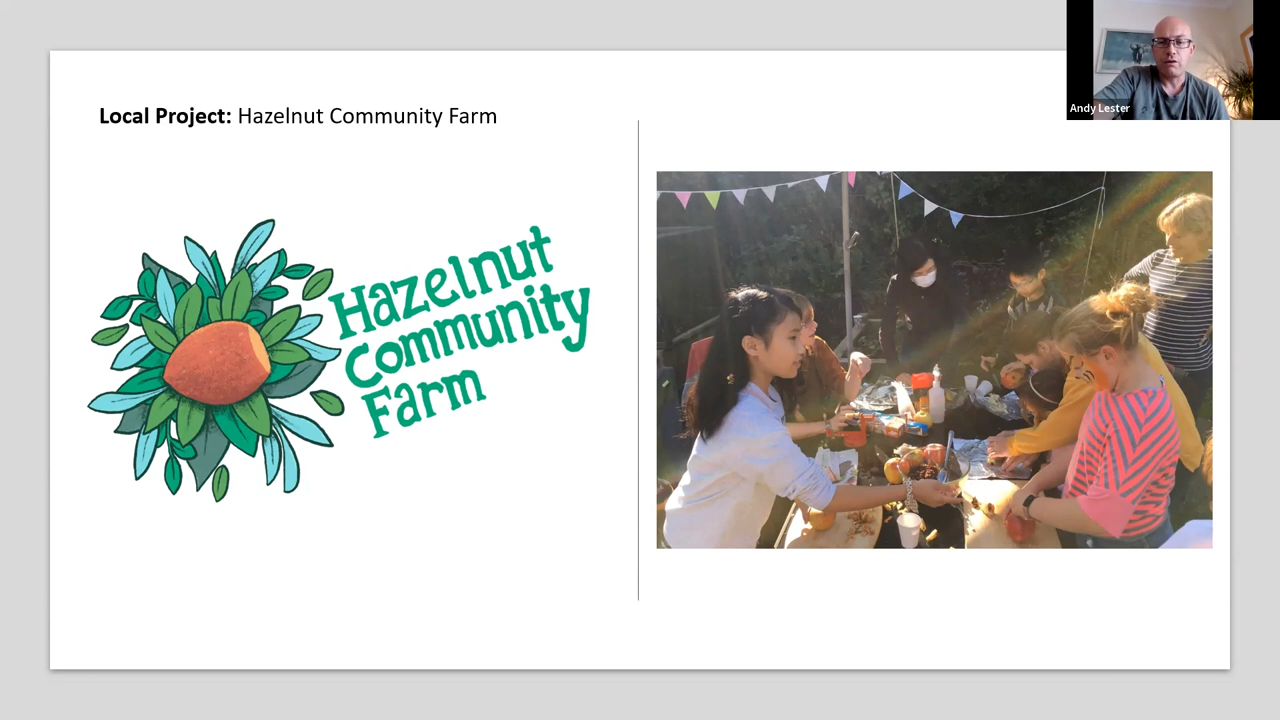 Local Project: Hazelnut Community Farm
Hazelnut
Community
Farm
Andy Lester